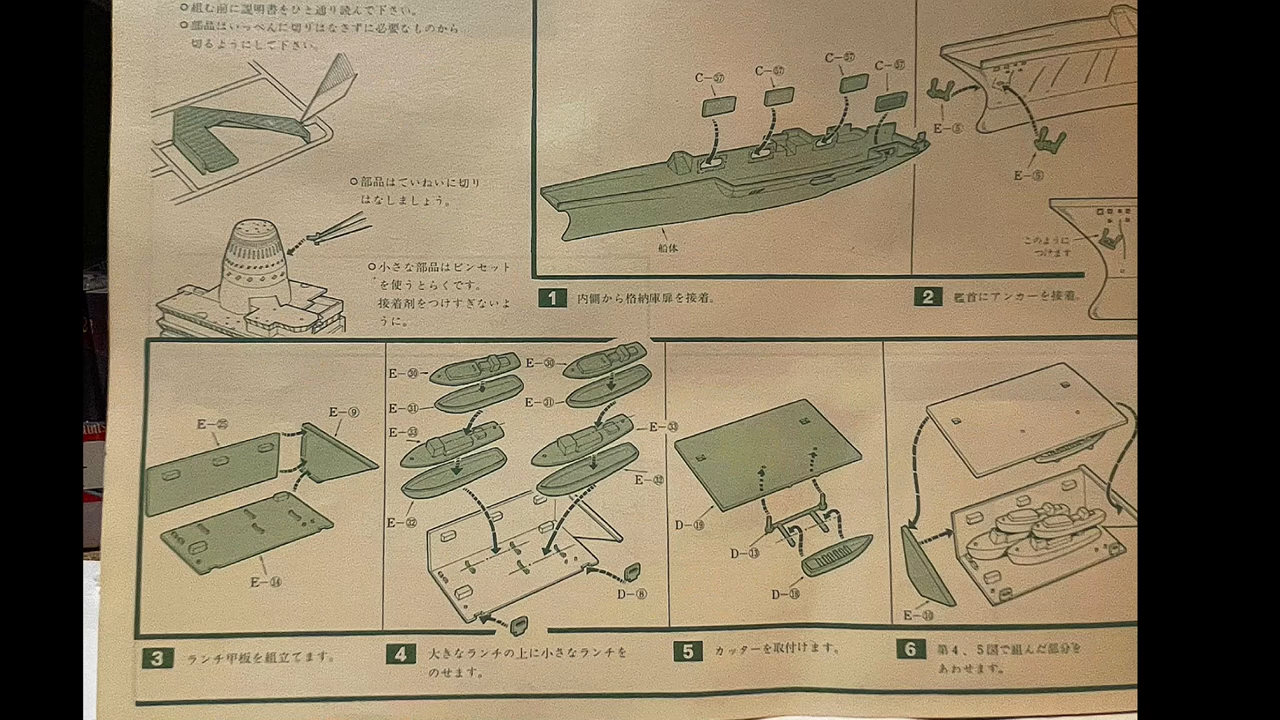 ○組む前に説明書をひと通り読んで下さい。
○部品はいっぺんに切りはなさずに必要なものから
切るようにして下さい。
○部品はていねいに切り
はなしましょう。
○小さな部品はピンセット
を使うとらくです。
接着剤をつけすぎないよ
うに。
C-㊲
C-㊲
C-㊲
C-㊲
船体
1 内側から格納庫扉を接着。
E-⑤
E-⑤
このように
つけます
2 艦首にアンカーを接着。
E-⑨
E-㉕
E-⑭
3 ランチ甲板を組立てます。
E-㉚
E-㉚
E-㉛
E-㉛
E-㉝
E-㉝
E-㉜
E-㉜
D-⑧
4 大きなランチの上に小さなランチを
のせます。
D-⑲
D-⑬
D-⑱
5 カッターを取付けます。
E-⑩
6 第4、5図で組んだ部分を
あわせます。